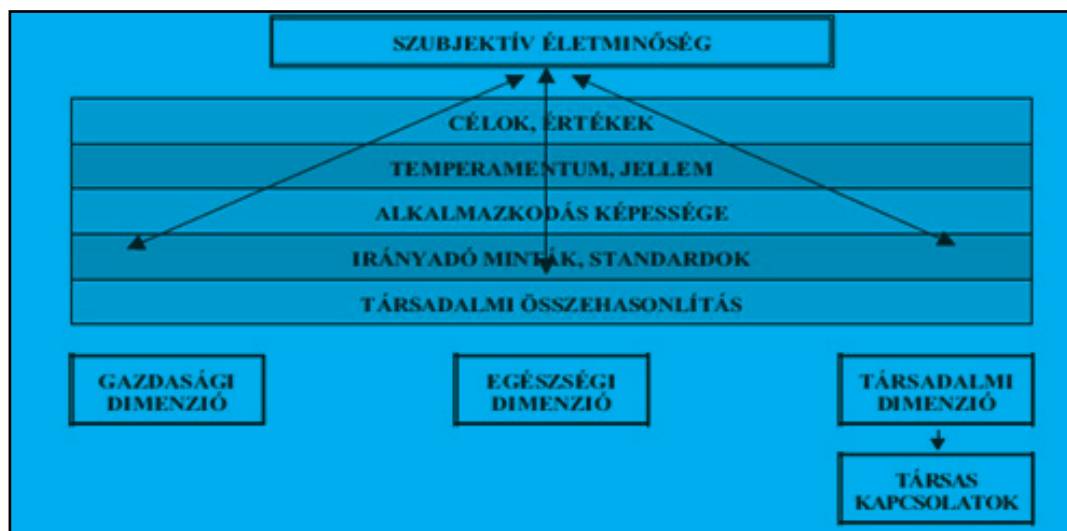 SZUBJEKTÍV ÉLETMINŐSÉG
CÉLOK, ÉRTÉKEK
TEMPERAMENTUM, JELLEM
ALKALMAZKODÁS KÉPESSÉGE
IRÁNYADÓ MINTÁK, STANDARDOK
TÁRSADALMI ÖSSZEHASONLÍTÁS
GAZDASÁGI
DIMENZIÓ
EGÉSZSÉGI
DIMENZIÓ
TÁRSADALMI
DIMENZIÓ
TÁRSAS
KAPCSOLATOK